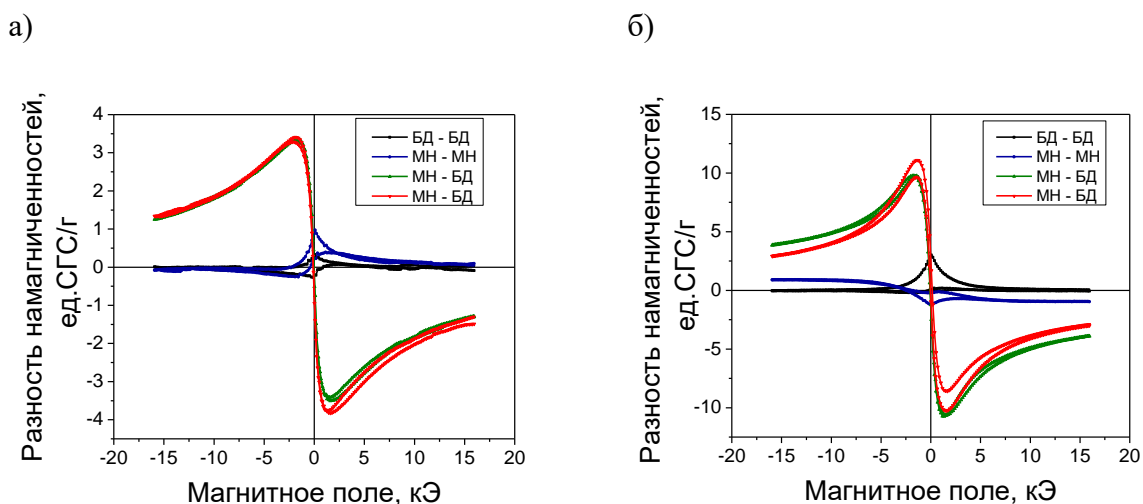 а)
б)
Разность намагниченностей,
ед.СГС/г
4
3
2
1
0
-1
-2
-3
-4
БД - БД
МН - МН
МН - БД
МН - БД
-20 -15 -10 -5 0 5 10 15 20
Магнитное поле, кЭ
Разность намагниченностей,
ед.СГС/г
15
10
5
0
-5
-10
БД - БД
МН - МН
МН - БД
МН - БД
-20 -15 -10 -5 0 5 10 15 20
Магнитное поле, кЭ